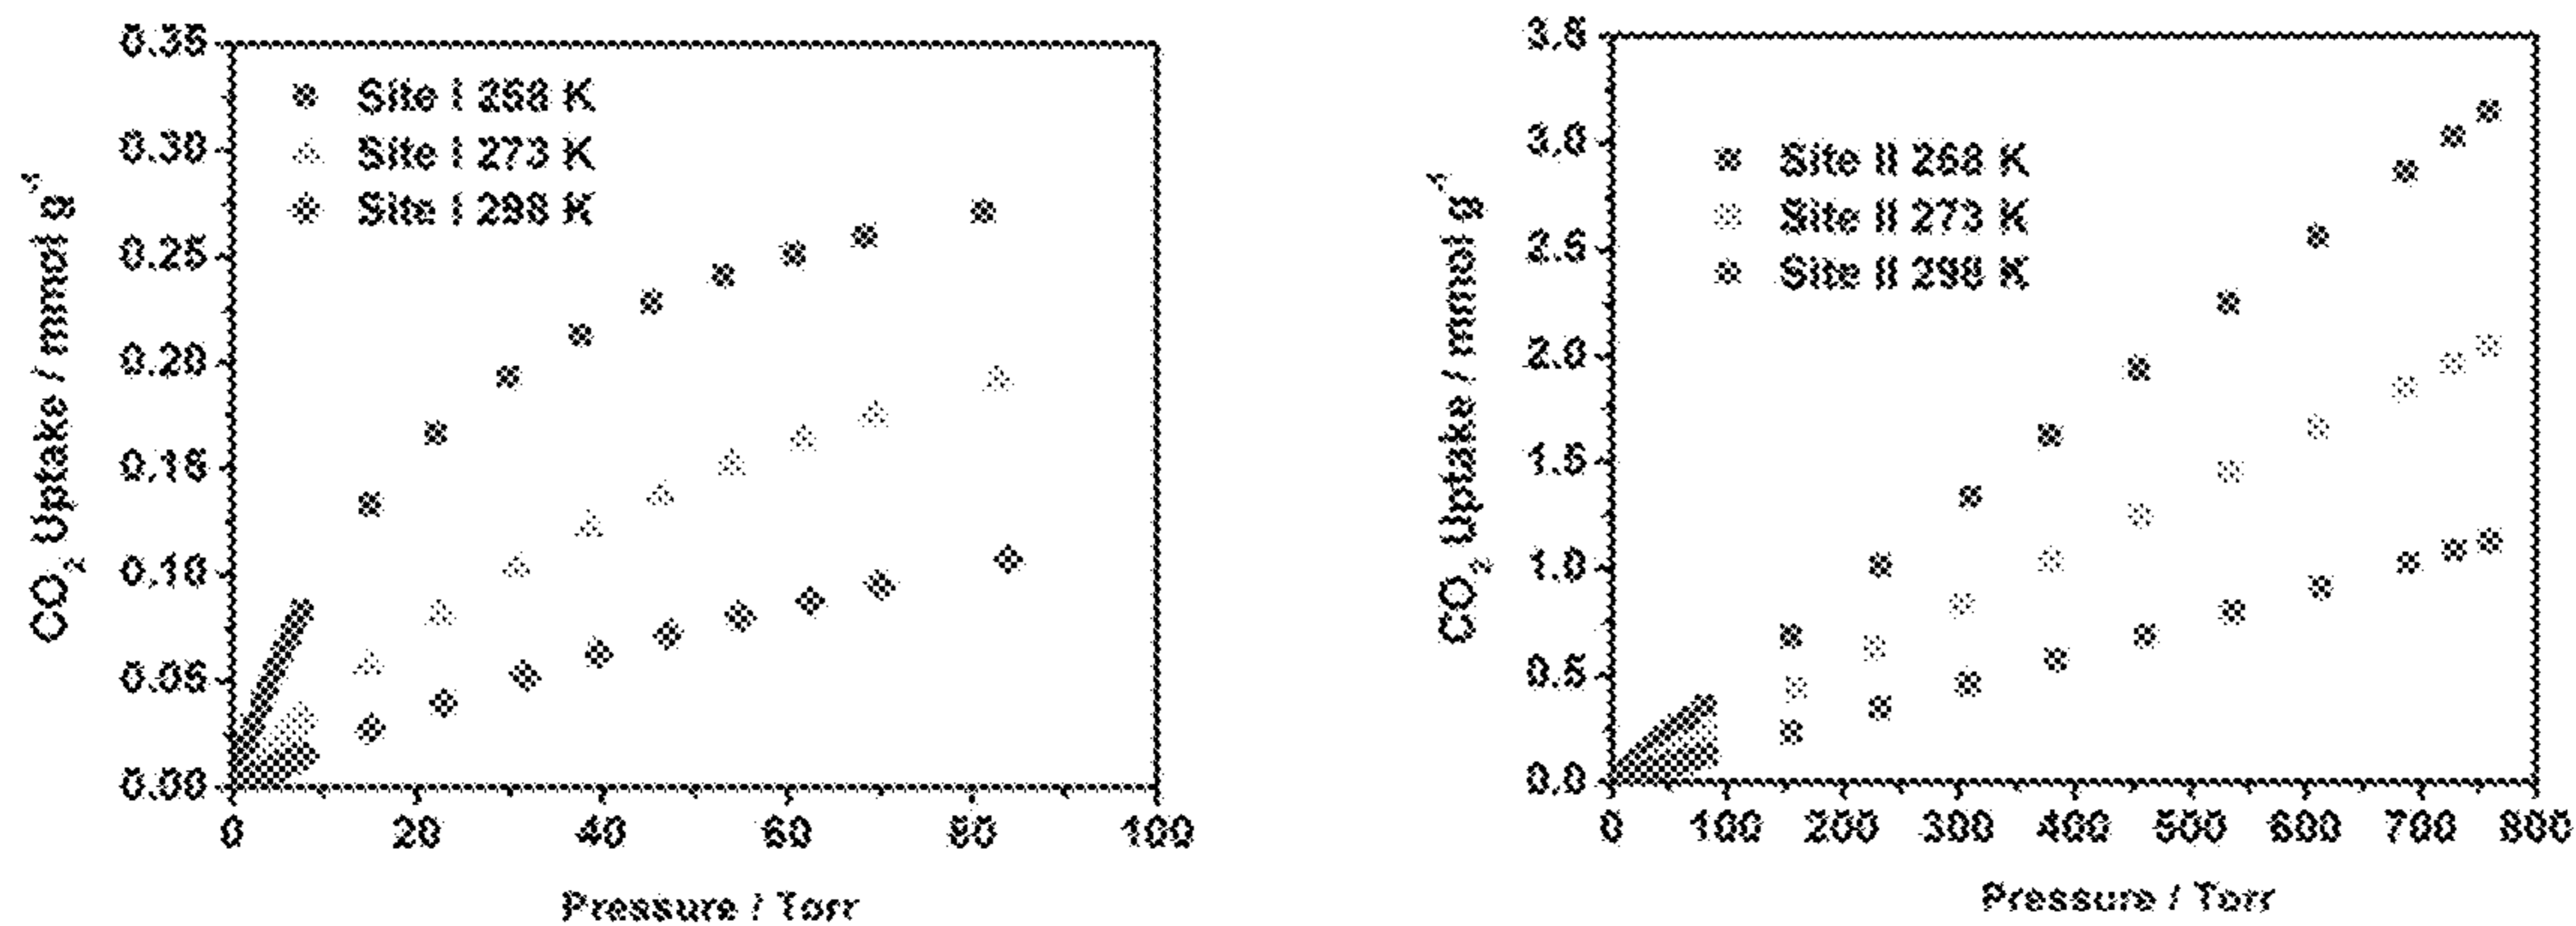 0.35
0.30
0.25
0.20
0.15
0.10
0.05
0.00
CO2 Uptake / mmol g-1
Site I 268 K
Site I 273 K
Site I 298 K
0 20 40 60 80 100
Pressure / Torr
3.5
3.0
2.5
2.0
1.5
1.0
0.5
0.0
CO2 Uptake / mmol g-1
Site II 268 K
Site II 273 K
Site II 298 K
0 100 200 300 400 500 600 700 800
Pressure / Torr